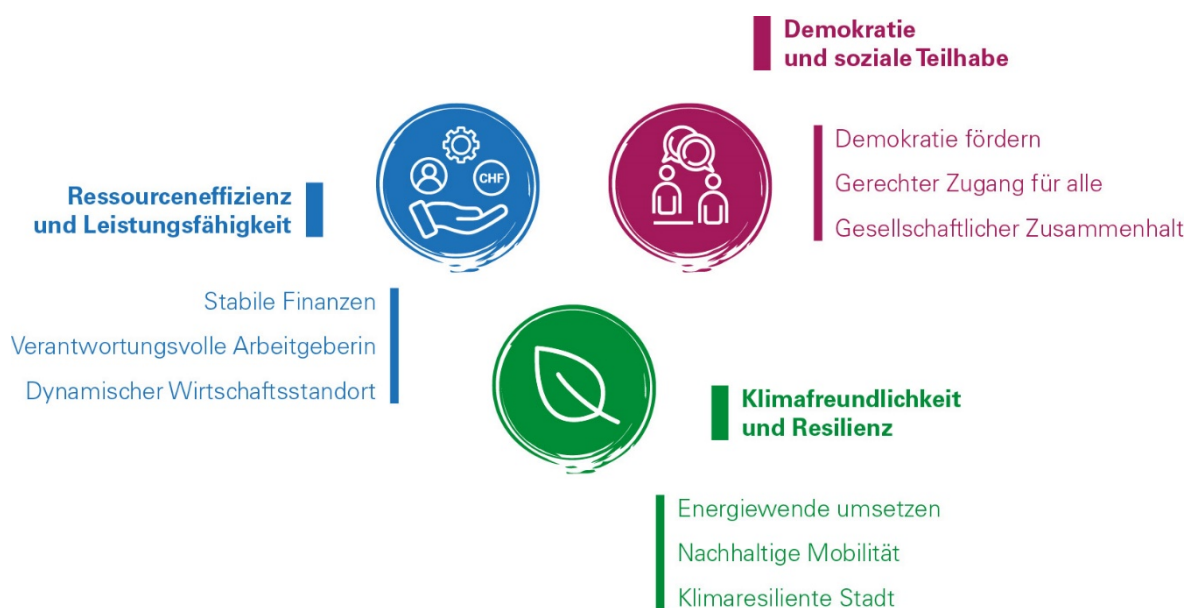 Demokratie
und soziale Teilhabe
Demokratie fördern
Gerechter Zugang für alle
Gesellschaftlicher Zusammenhalt
CHF
Ressourceneffizienz
und Leistungsfähigkeit
Stabile Finanzen
Verantwortungsvolle Arbeitgeberin
Dynamischer Wirtschaftsstandort
Klimafreundlichkeit
und Resilienz
Energiewende umsetzen
Nachhaltige Mobilität
Klimaresiliente Stadt